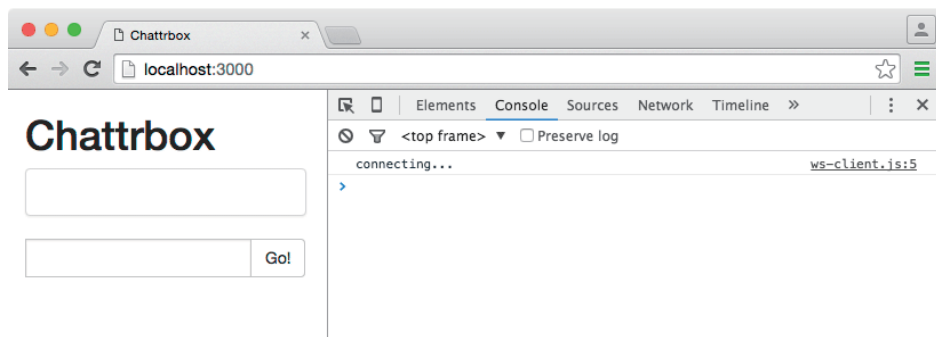 Chattrbox
localhost:3000
Elements Console Sources Network Timeline »
<top frame> ▼ Preserve log
connecting... ws-client.js:5
>
Chattrbox
Go!